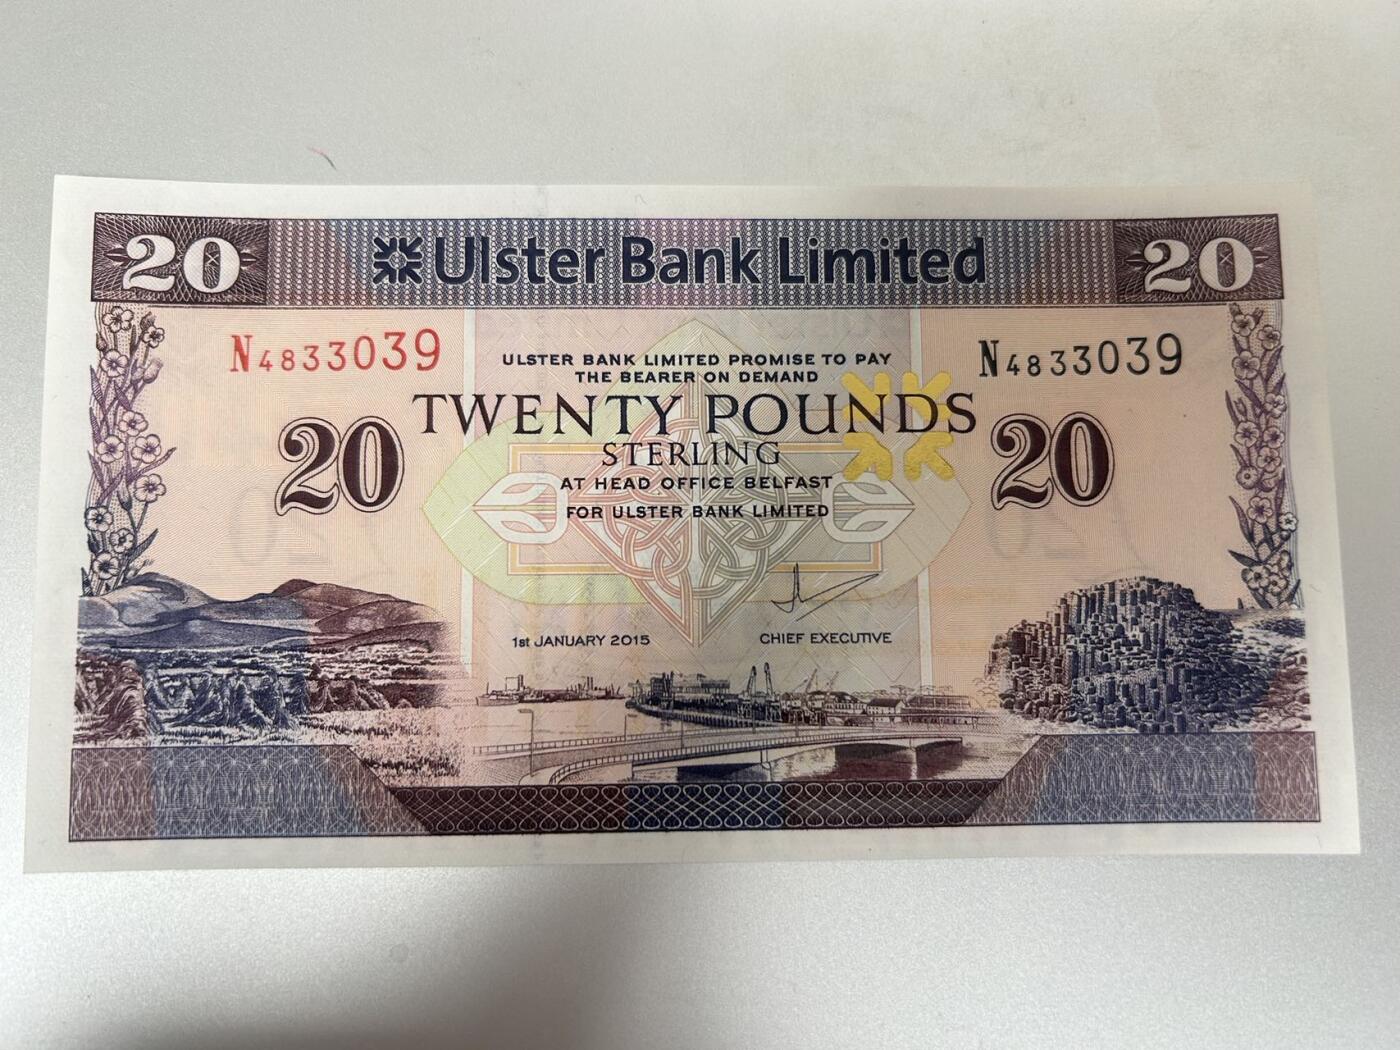 20 Ulster Bank Limited 20
N4833039
N4833039
ULSTER BANK LIMITED PROMISE TO PAY
THE BEARER ON DEMAND
TWENTY POUNDS
STERLING
20
20
AT HEAD OFFICE BELFAST
FOR ULSTER BANK LIMITED
1st JANUARY 2015
CHIEF EXECUTIVE